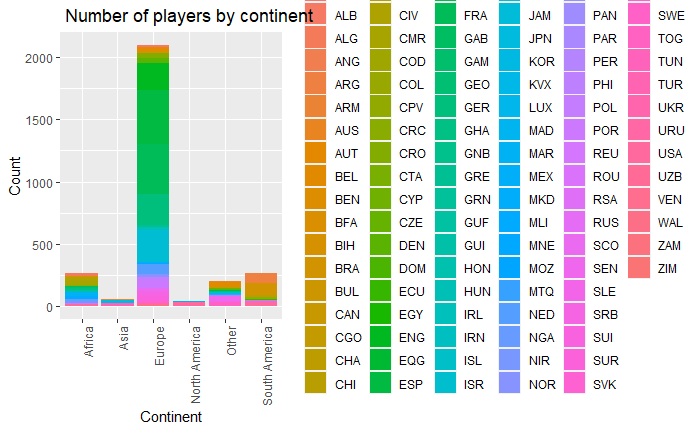 Number of players by continent
Count
2000
1500
1000
500
0
Africa
Asia
Europe
North America
Other
South America
Continent
ALB
ALG
ANG
ARG
ARM
AUS
AUT
BEL
BEN
BFA
BIH
BRA
BUL
CAN
CGO
CHA
CHI
CIV
CMR
COD
COL
CPV
CRC
CRO
CTA
CYP
CZE
DEN
DOM
ECU
EGY
ENG
EQG
ESP
FRA
GAB
GAM
GEO
GER
GHA
GNB
GRE
GRN
GUF
GUI
HON
HUN
IRL
IRN
ISL
ISR
JAM
JPN
KOR
KVX
LUX
MAD
MAR
MEX
MKD
MLI
MNE
MOZ
MTQ
NED
NGA
NIR
NOR
PAN
PAR
PER
PHI
POL
POR
REU
ROU
RSA
RUS
SCO
SEN
SLE
SRB
SUI
SUR
SVK
SWE
TOG
TUN
TUR
UKR
URU
USA
UZB
VEN
WAL
ZAM
ZIM